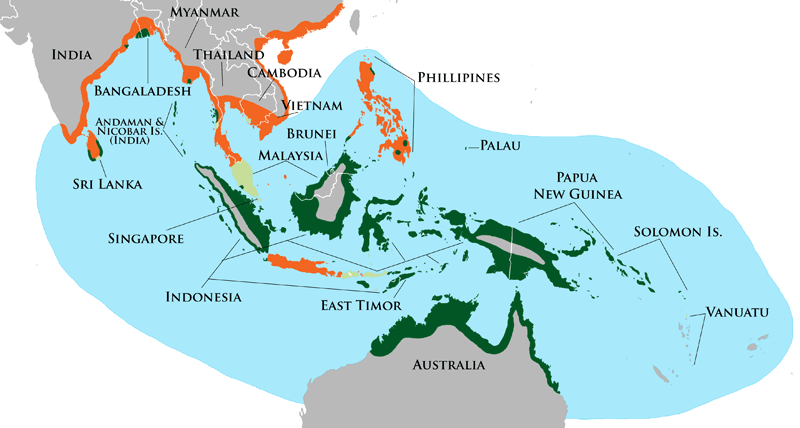 Myanmar
India
Thailand
Cambodia
Phillipines
Bangaladesh
Vietnam
Andaman &
Nicobar Is.
(India)
Brunei
Malaysia
Palau
Sri Lanka
Papua
New Guinea
Singapore
Solomon Is.
Indonesia
East Timor
Vanuatu
Australia